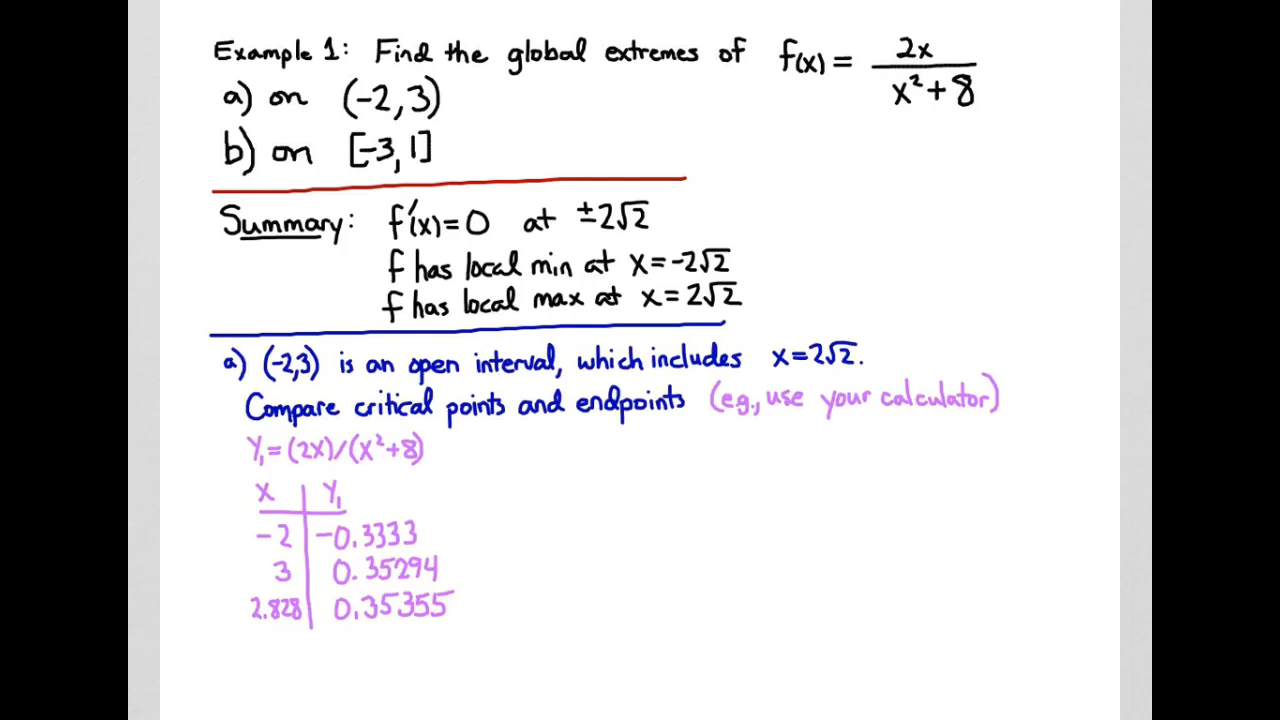 Example 1: Find the global extremes of f(x) = 2x / x² + 8
a) on (-2, 3)
b) on [-3, 1]
Summary: f'(x) = 0 at ±2√2
f has local min at x = -2√2
f has local max at x = 2√2
a) (-2,3) is an open interval, which includes x = 2√2.
Compare critical points and endpoints (e.g., use your calculator)
Y₁ = (2X)/(X²+8)
X | Y₁
-2 | -0.3333
3 | 0.35294
2.828 | 0.35355